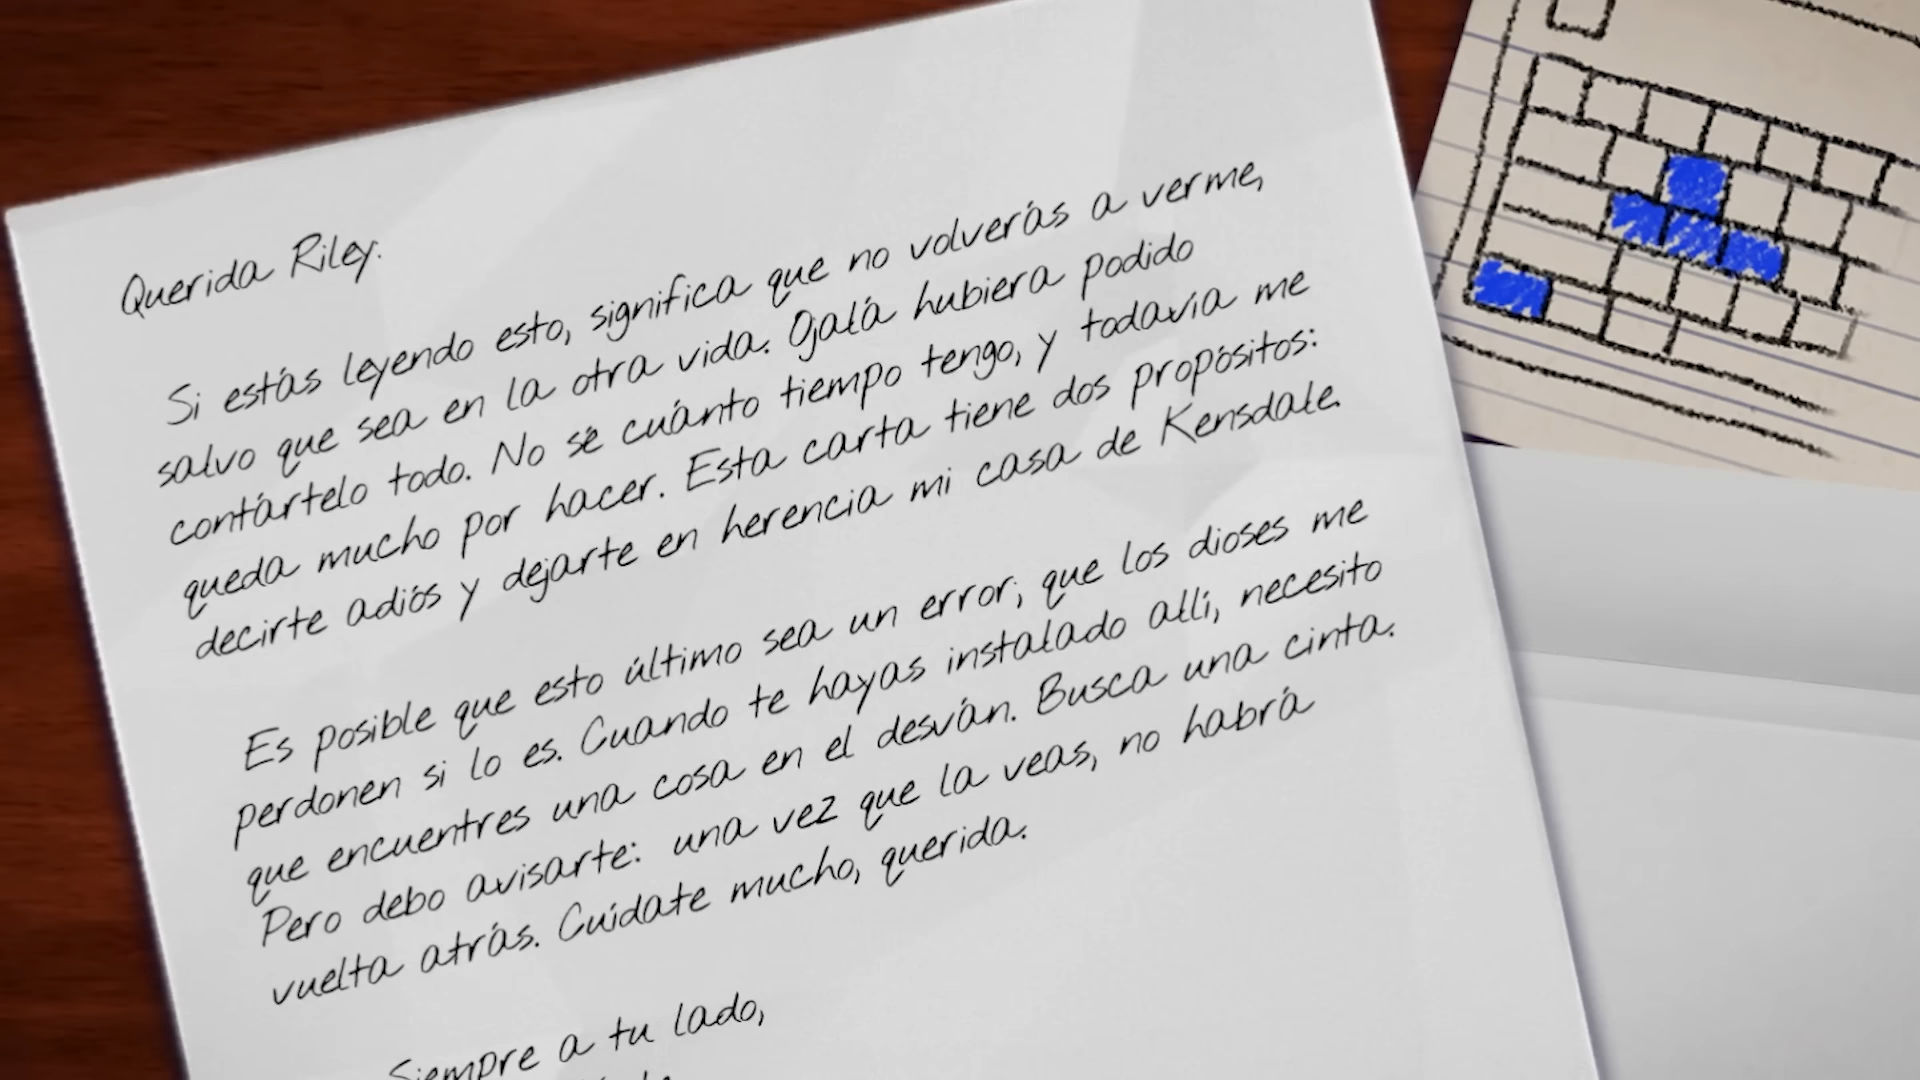 Querida Riley:
Si estás leyendo esto, significa que no volverás a verme,
salvo que sea en la otra vida. Ojalá hubiera podido
contártelo todo. No sé cuánto tiempo tengo, y todavía me
queda mucho por hacer. Esta carta tiene dos propósitos:
decirte adiós y dejarte en herencia mi casa de Kensdale.
Es posible que esto último sea un error; que los dioses me
perdonen si lo es. Cuando te hayas instalado allí, necesito
que encuentres una cosa en el desván. Busca una cinta.
Pero debo avisarte: una vez que la veas, no habrá
vuelta atrás. Cuídate mucho, querida.
Siempre a tu lado,